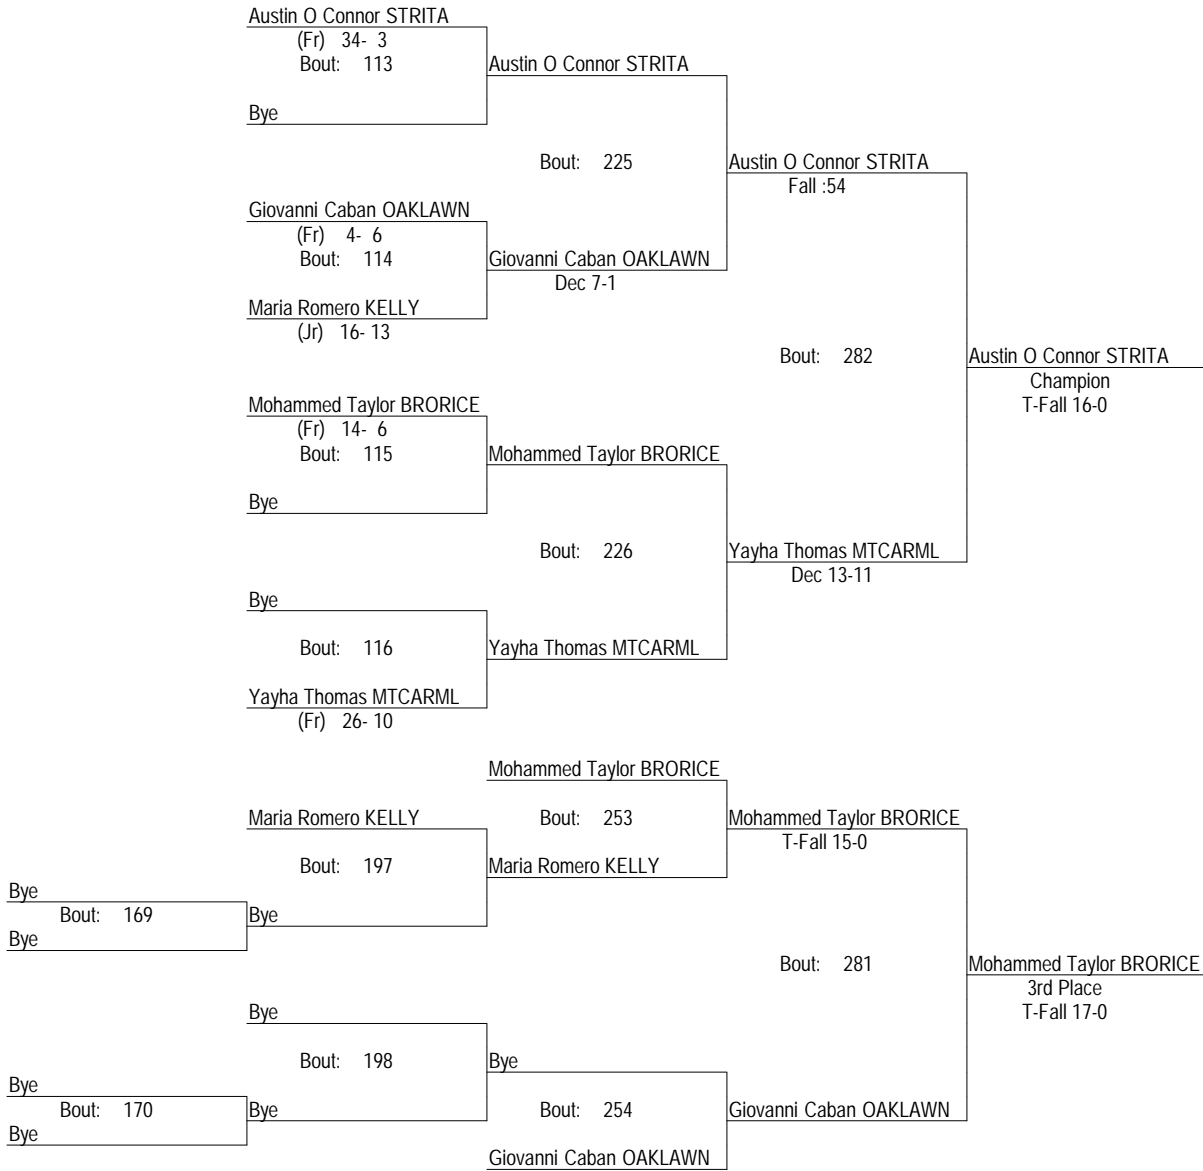 Austin O Connor STRITA
(Fr) 34- 3
Bout: 113
Austin O Connor STRITA
Bye
Bout: 225
Austin O Connor STRITA
Fall :54
Giovanni Caban OAKLAWN
(Fr) 4- 6
Bout: 114
Giovanni Caban OAKLAWN
Dec 7-1
Maria Romero KELLY
(Jr) 16- 13
Bout: 282
Austin O Connor STRITA
Champion
T-Fall 16-0
Mohammed Taylor BRORICE
(Fr) 14- 6
Bout: 115
Mohammed Taylor BRORICE
Bye
Bout: 226
Yayha Thomas MTCARML
Dec 13-11
Bye
Bout: 116
Yayha Thomas MTCARML
Yayha Thomas MTCARML
(Fr) 26- 10
Mohammed Taylor BRORICE
Maria Romero KELLY
Bout: 253
Mohammed Taylor BRORICE
T-Fall 15-0
Bout: 197
Maria Romero KELLY
Bye
Bout: 169
Bye
Bye
Bout: 281
Mohammed Taylor BRORICE
3rd Place
T-Fall 17-0
Bye
Bout: 198
Bye
Bye
Bout: 170
Bye
Bout: 254
Giovanni Caban OAKLAWN
Bye
Giovanni Caban OAKLAWN